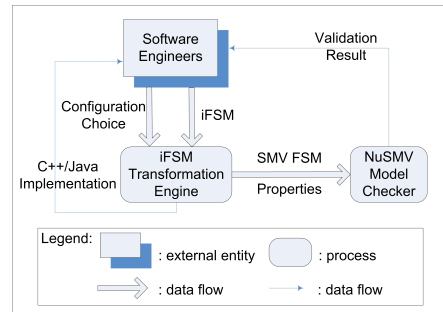 Software
Engineers
Validation
Result
Configuration
Choice
iFSM
C++/Java
Implementation
iFSM
Transformation
Engine
SMV FSM
Properties
NuSMV
Model
Checker
Legend:
: external entity
: process
: data flow
: data flow